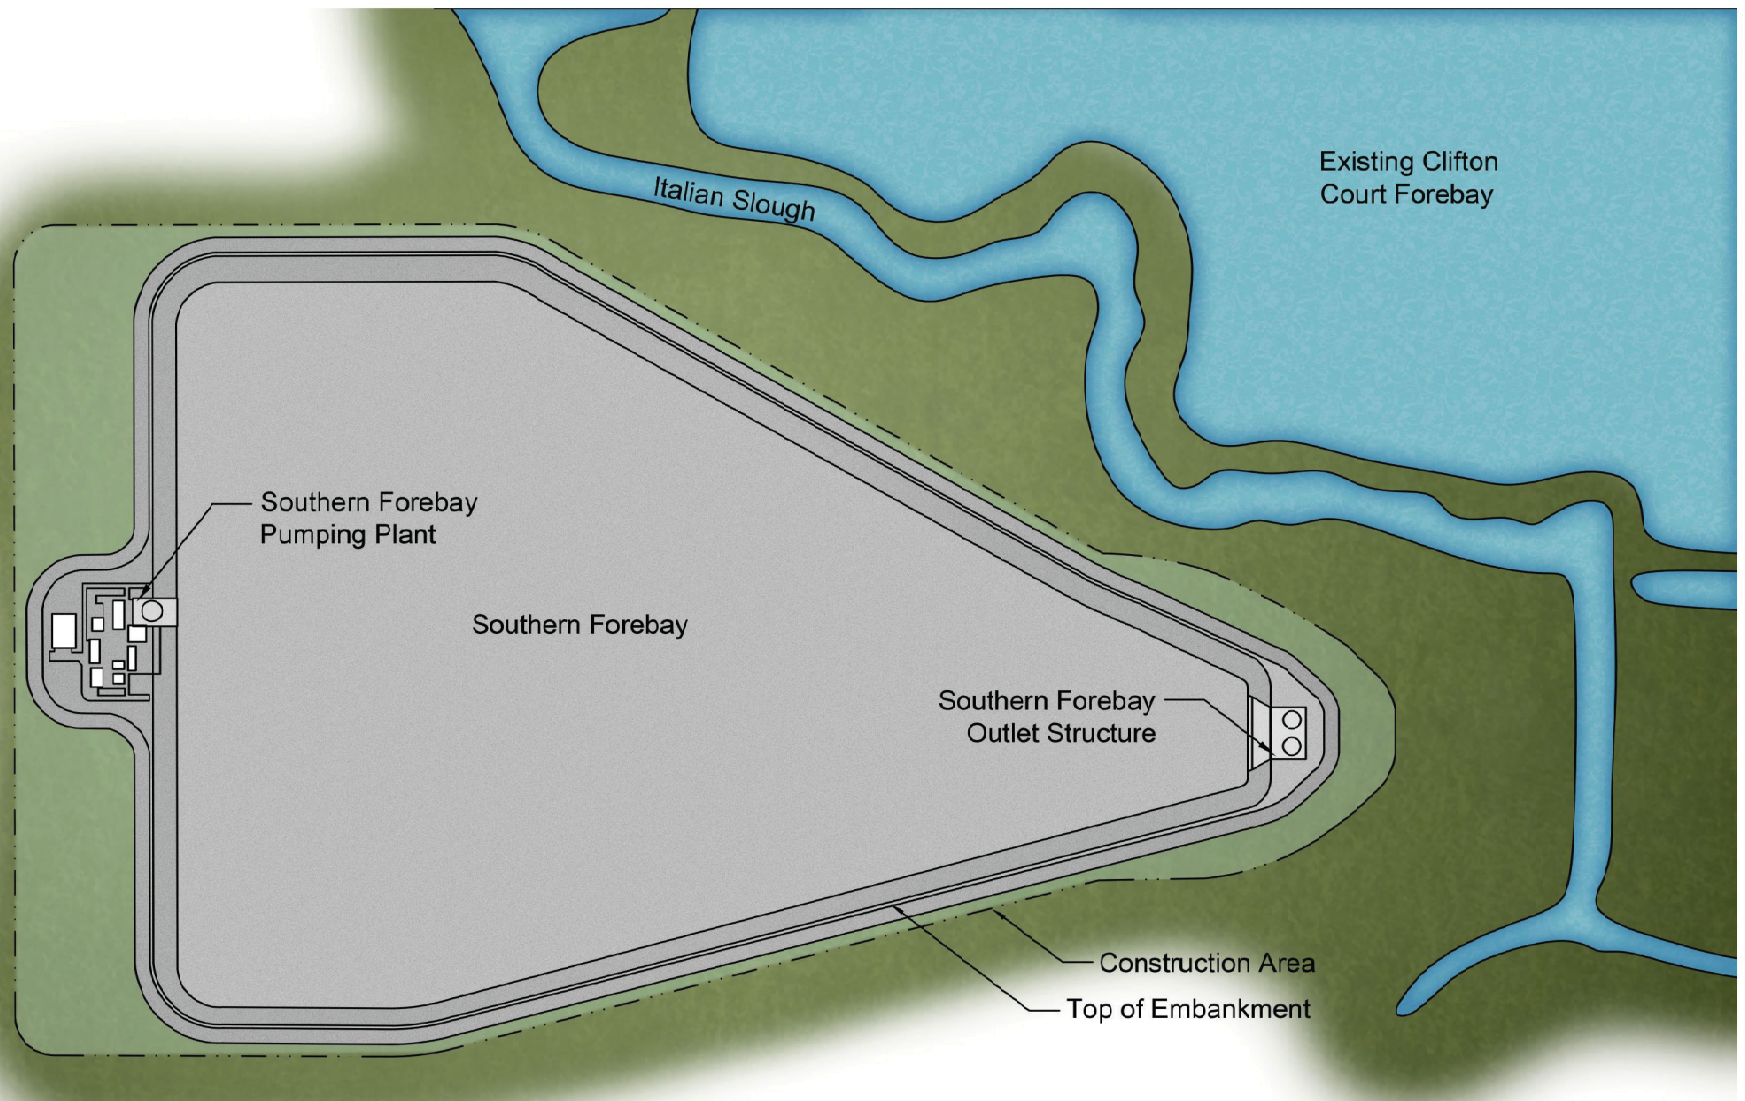 Existing Clifton
Court Forebay
Italian Slough
Southern Forebay
Pumping Plant
Southern Forebay
Southern Forebay
Outlet Structure
Construction Area
Top of Embankment